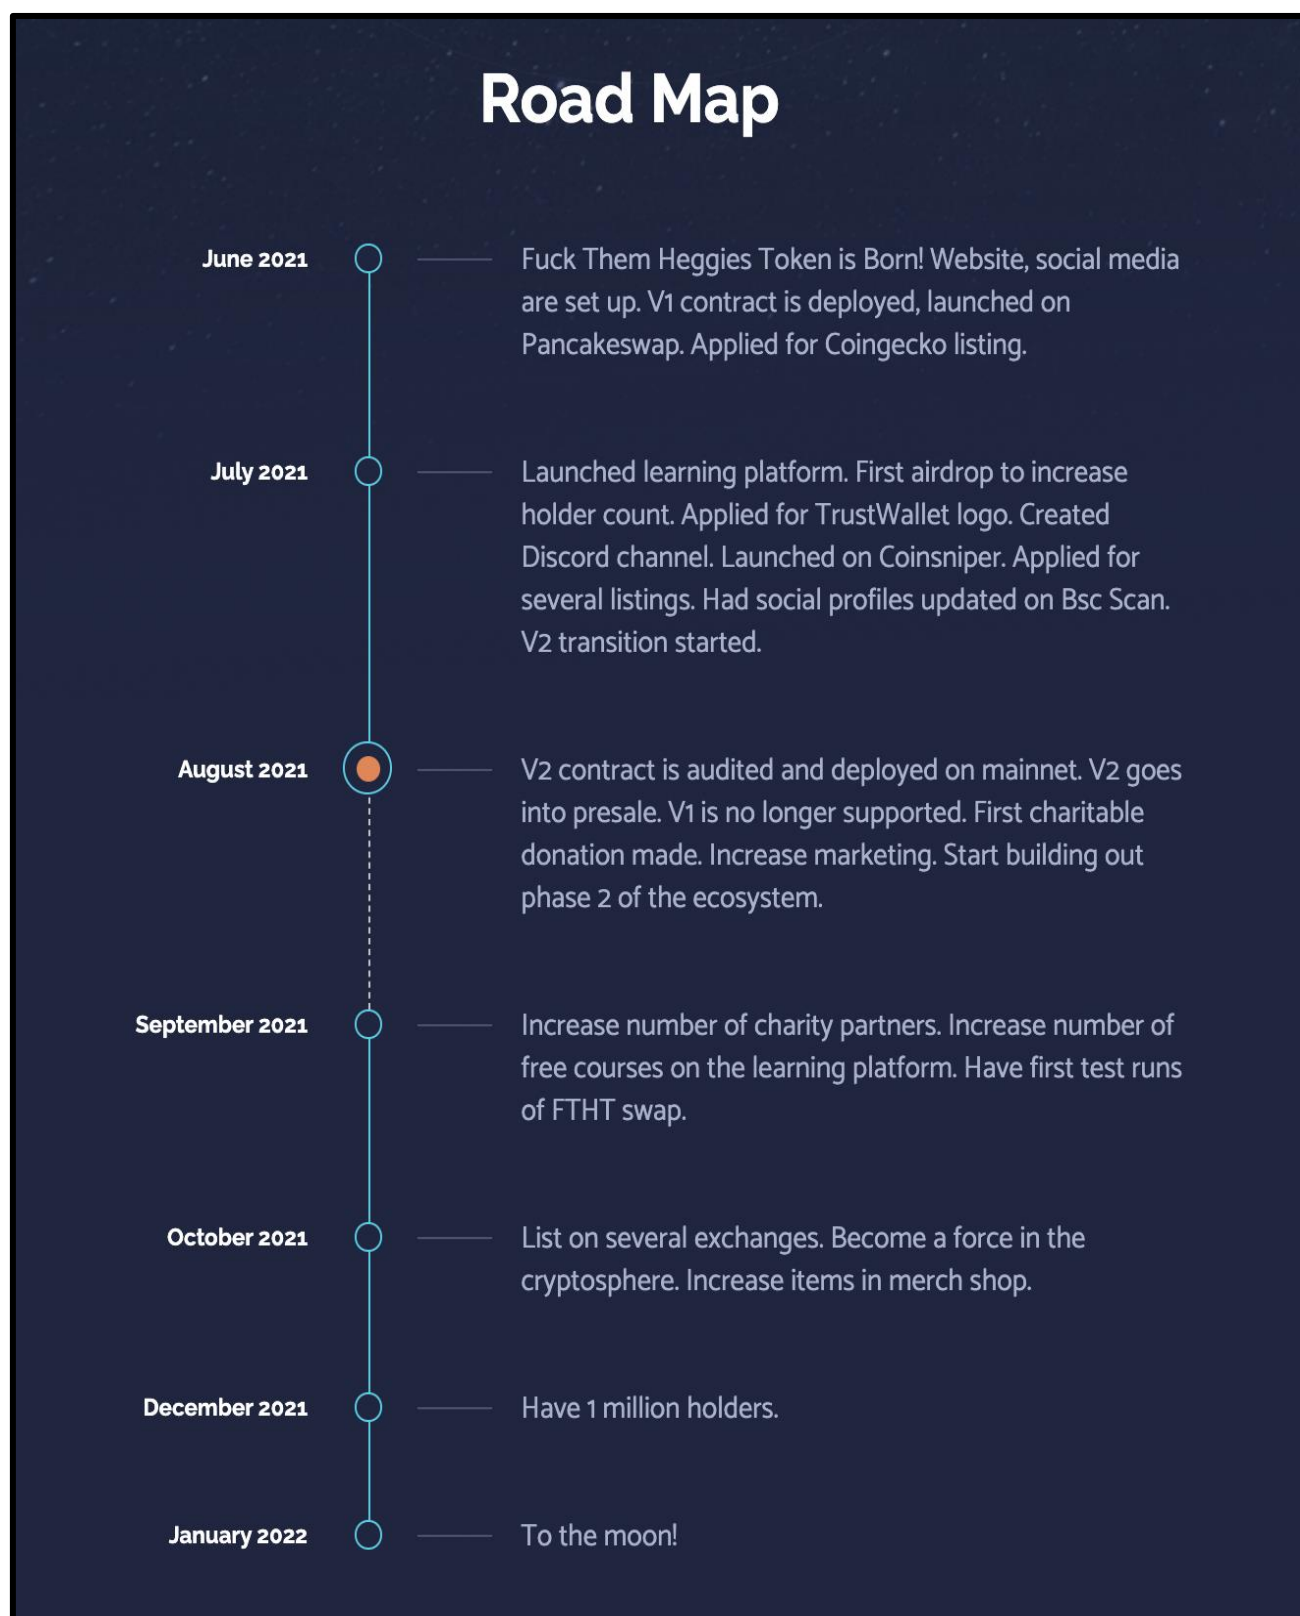 Road Map
June 2021
Fuck Them Heggies Token is Born! Website, social media
are set up. V1 contract is deployed, launched on
Pancakeswap. Applied for Coingecko listing.
July 2021
Launched learning platform. First airdrop to increase
holder count. Applied for TrustWallet logo. Created
Discord channel. Launched on Coinsniper. Applied for
several listings. Had social profiles updated on Bsc Scan.
V2 transition started.
August 2021
V2 contract is audited and deployed on mainnet. V2 goes
into presale. V1 is no longer supported. First charitable
donation made. Increase marketing. Start building out
phase 2 of the ecosystem.
September 2021
Increase number of charity partners. Increase number of
free courses on the learning platform. Have first test runs
of FTHT swap.
October 2021
List on several exchanges. Become a force in the
cryptosphere. Increase items in merch shop.
December 2021
Have 1 million holders.
January 2022
To the moon!